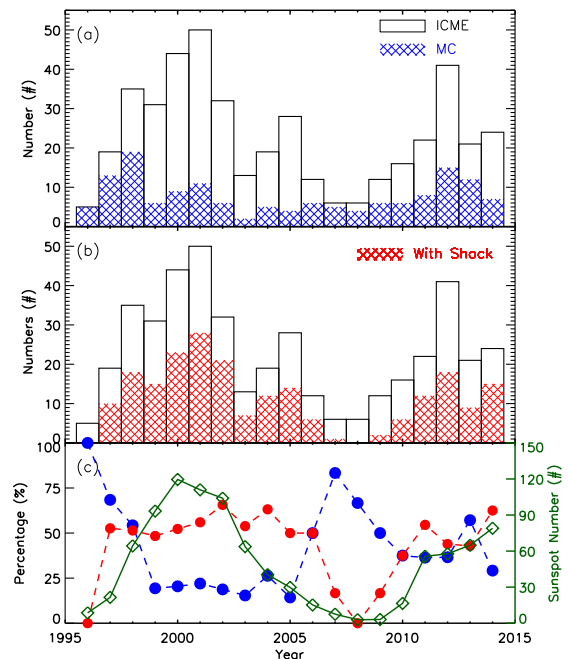 (a)
ICME
MC
Number (#)
50
40
30
20
10
0
(b)
With Shock
Numbers (#)
50
40
30
20
10
0
(c)
Percentage (%)
100
75
50
25
0
Sunspot Number (#)
150
120
90
60
30
0
1995 2000 2005 2010 2015
Year